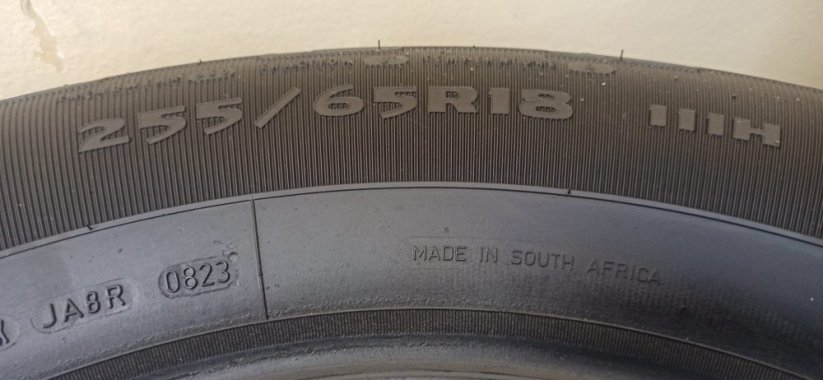 255/65R18 111H
MADE IN SOUTH AFRICA
JA8R 0823